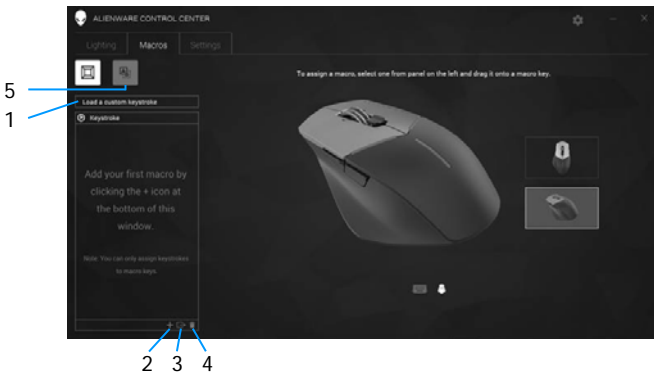 ALIENWARE CONTROL CENTER
Lighting Macros Settings
To assign a macro, select one from panel on the left and drag it onto a macro key.
5
1
Load a custom keystroke
Keystroke
Add your first macro by
clicking the + icon at
the bottom of this
window.
Note: You can only assign keystrokes
to macro keys.
2 3 4